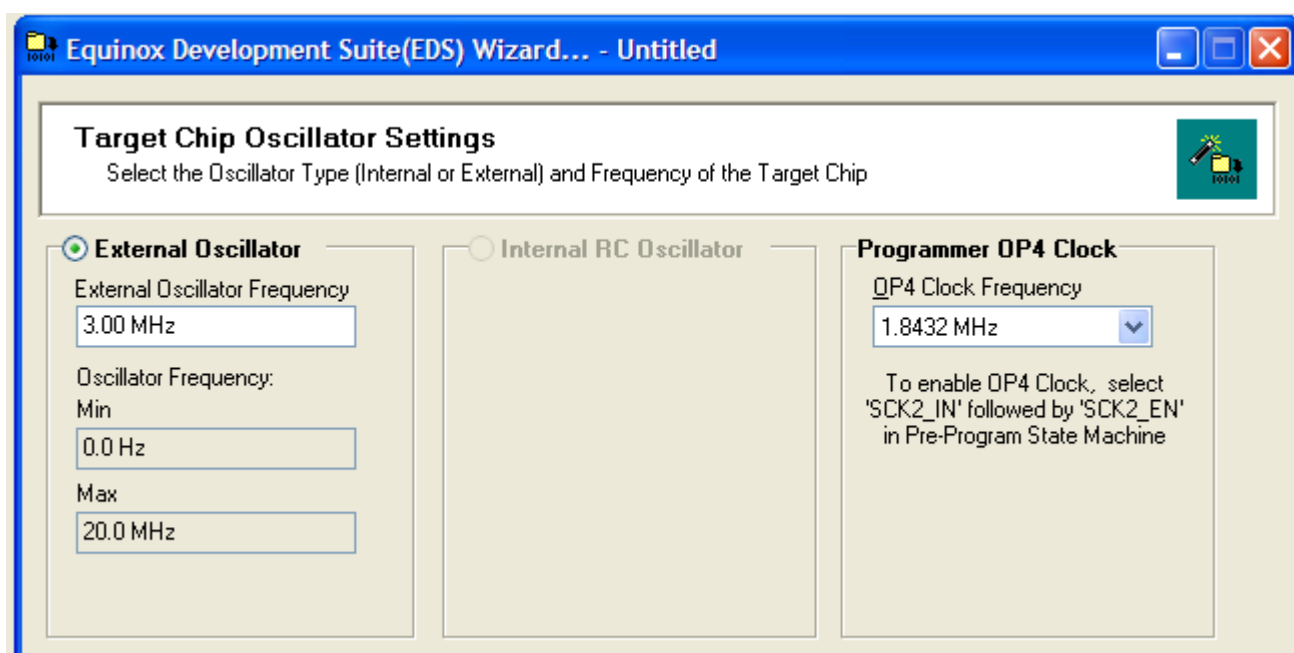 Equinox Development Suite(EDS) Wizard... - Untitled
Target Chip Oscillator Settings
Select the Oscillator Type (Internal or External) and Frequency of the Target Chip
External Oscillator
External Oscillator Frequency
3.00 MHz
Oscillator Frequency:
Min
0.0 Hz
Max
20.0 MHz
Internal RC Oscillator
Programmer OP4 Clock
OP4 Clock Frequency
1.8432 MHz
To enable OP4 Clock, select
'SCK2_IN' followed by 'SCK2_EN'
in Pre-Program State Machine